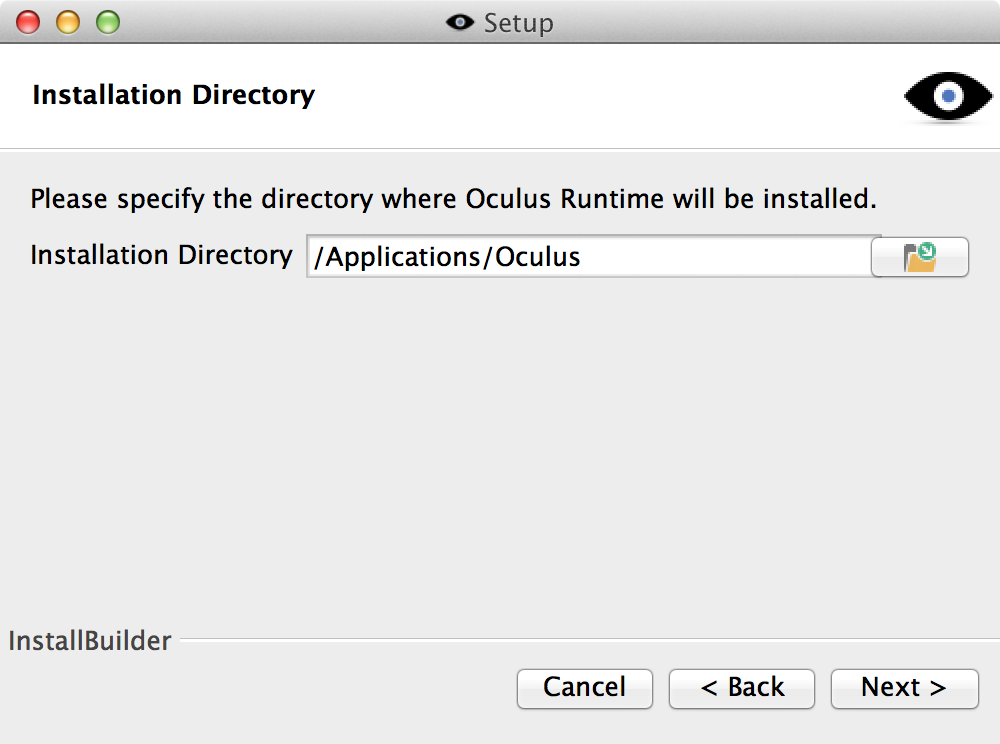 Setup
Installation Directory
Please specify the directory where Oculus Runtime will be installed.
Installation Directory /Applications/Oculus
InstallBuilder
Cancel < Back Next >